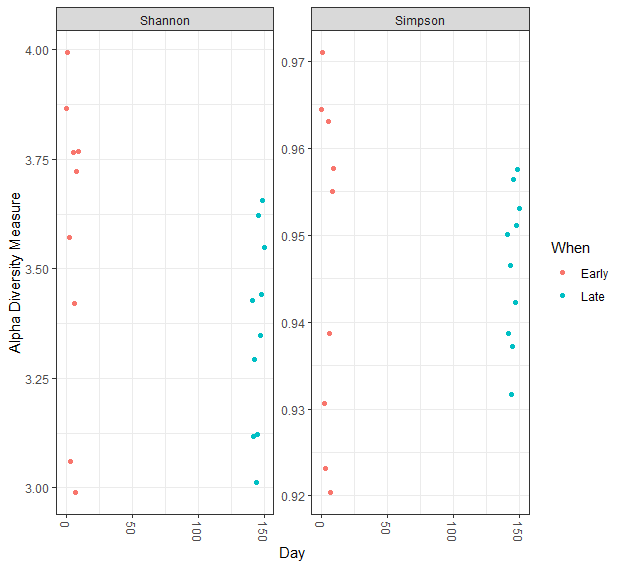 Shannon
Simpson
Alpha Diversity Measure
4.00
3.75
3.50
3.25
3.00
0.97
0.96
0.95
0.94
0.93
0.92
0
50
100
150
0
50
100
150
Day
When
Early
Late